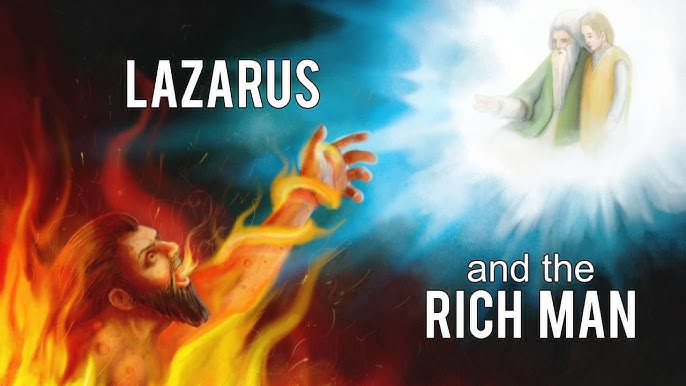 LAZARUS
and the
RICH MAN